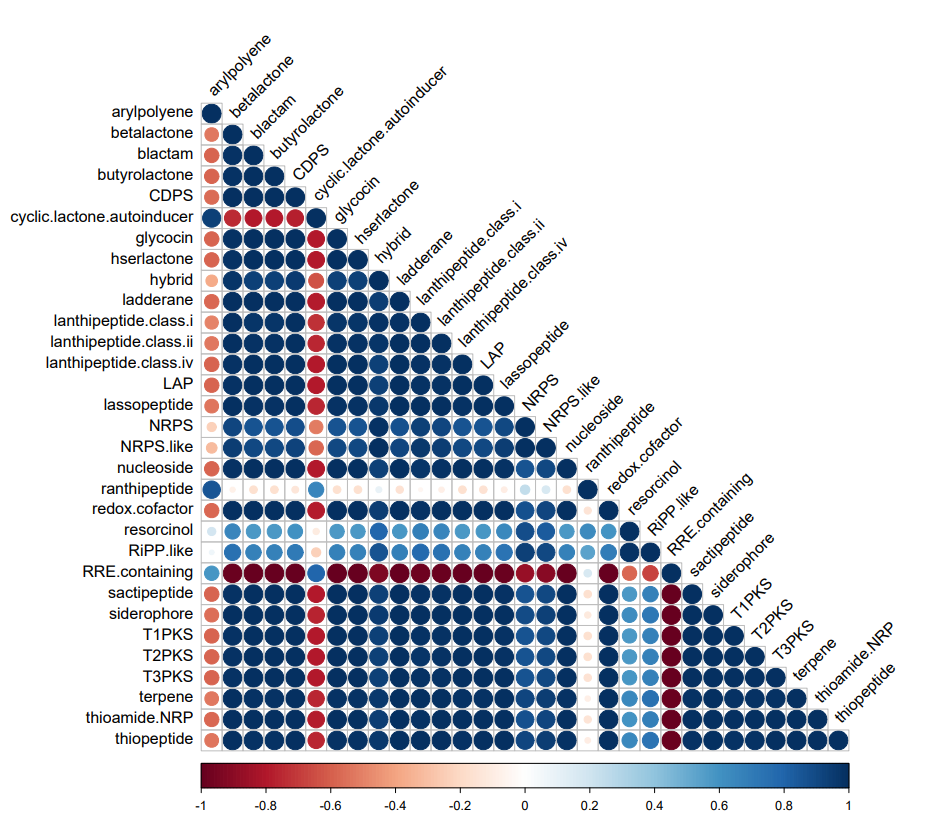 arylpolyene
betalactone
blactam
butyrolactone
CDPS
cyclic.lactone.autoinducer
glycocin
hserlactone
hybrid
ladderane
lanthipeptide.class.i
lanthipeptide.class.ii
lanthipeptide.class.iv
LAP
lassopeptide
NRPS
NRPS.like
nucleoside
ranthipeptide
redox.cofactor
resorcinol
RiPP.like
RRE.containing
sactipeptide
siderophore
T1PKS
T2PKS
T3PKS
terpene
thioamide.NRP
thiopeptide
arylpolyene
betalactone
blactam
butyrolactone
CDPS
cyclic.lactone.autoinducer
glycocin
hserlactone
hybrid
ladderane
lanthipeptide.class.i
lanthipeptide.class.ii
lanthipeptide.class.iv
LAP
lassopeptide
NRPS
NRPS.like
nucleoside
ranthipeptide
redox.cofactor
resorcinol
RiPP.like
RRE.containing
sactipeptide
siderophore
T1PKS
T2PKS
T3PKS
terpene
thioamide.NRP
thiopeptide
-1 -0.8 -0.6 -0.4 -0.2 0 0.2 0.4 0.6 0.8 1